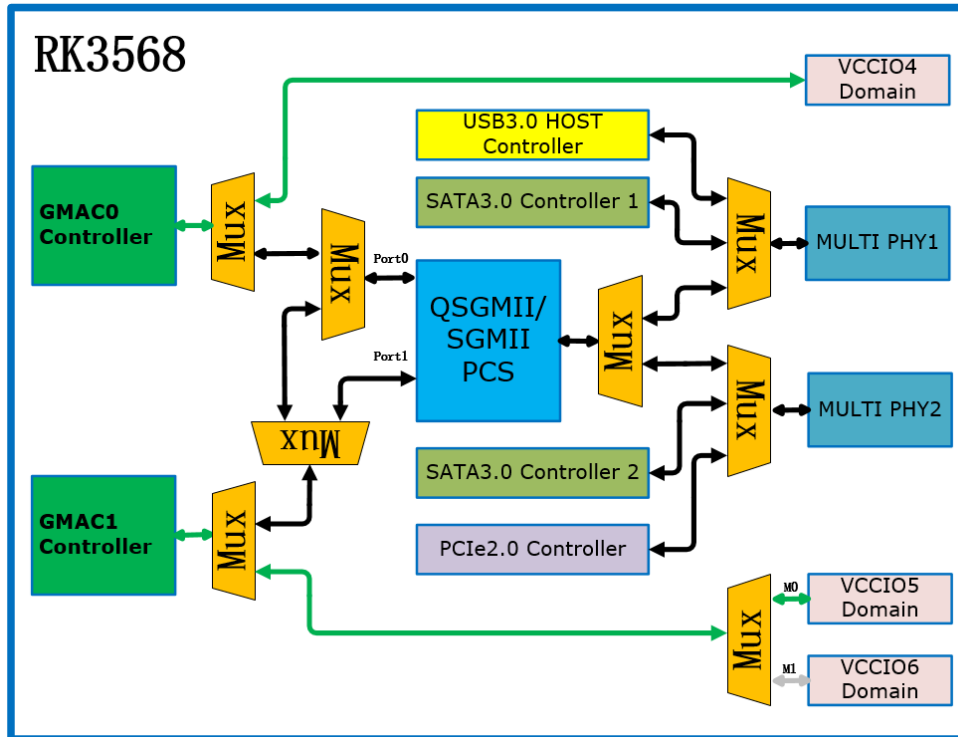 RK3568
VCCIO4
Domain
USB3.0 HOST
Controller
GMAC0
Controller
Mux
SATA3.0 Controller 1
Mux
MULTI PHY1
Mux
Port0
QSGMII/
SGMII
PCS
Mux
Port1
MULTI PHY2
Mux
Mux
SATA3.0 Controller 2
GMAC1
Controller
Mux
PCIe2.0 Controller
M0
VCCIO5
Domain
Mux
M1
VCCIO6
Domain